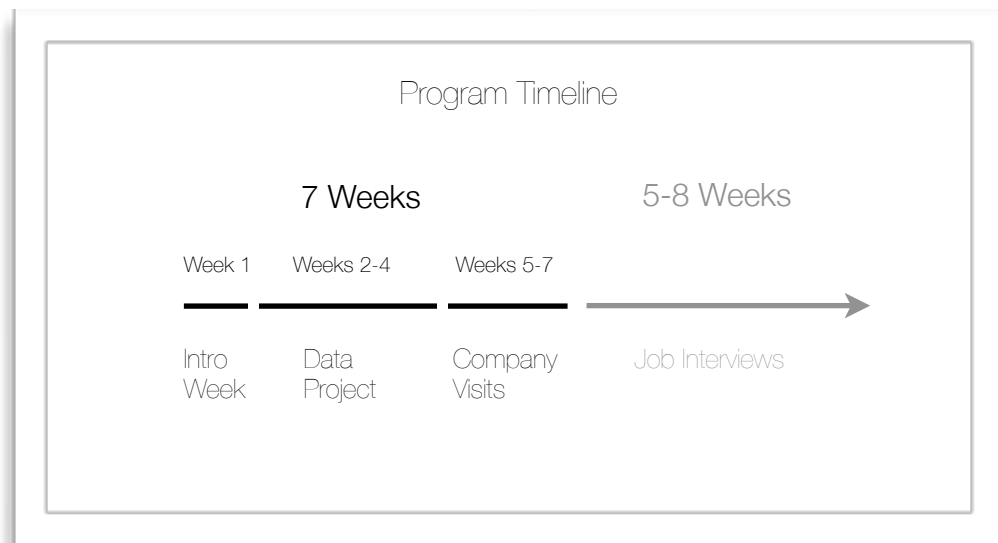 Program Timeline
7 Weeks
5-8 Weeks
Week 1
Weeks 2-4
Weeks 5-7
Intro
Week
Data
Project
Company
Visits
Job Interviews